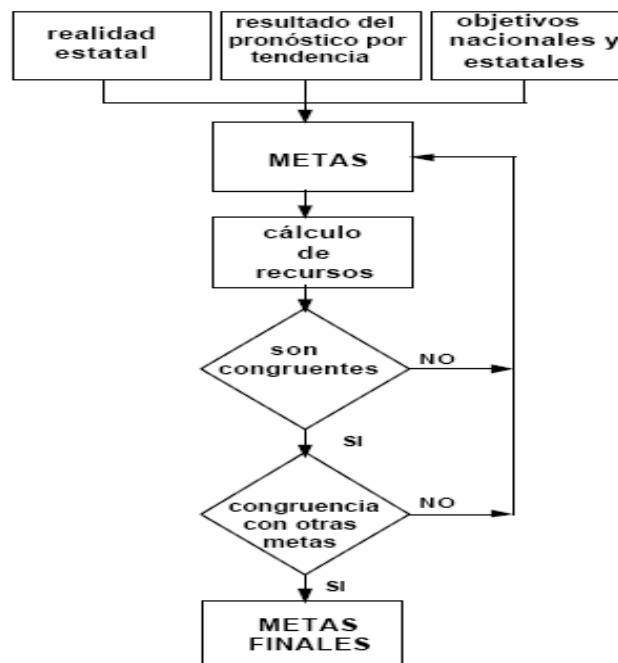 realidad
estatal
resultado del
pronóstico por
tendencia
objetivos
nacionales y
estatales
METAS
cálculo
de
recursos
son
congruentes
NO
SI
congruencia
con otras
metas
NO
SI
METAS
FINALES